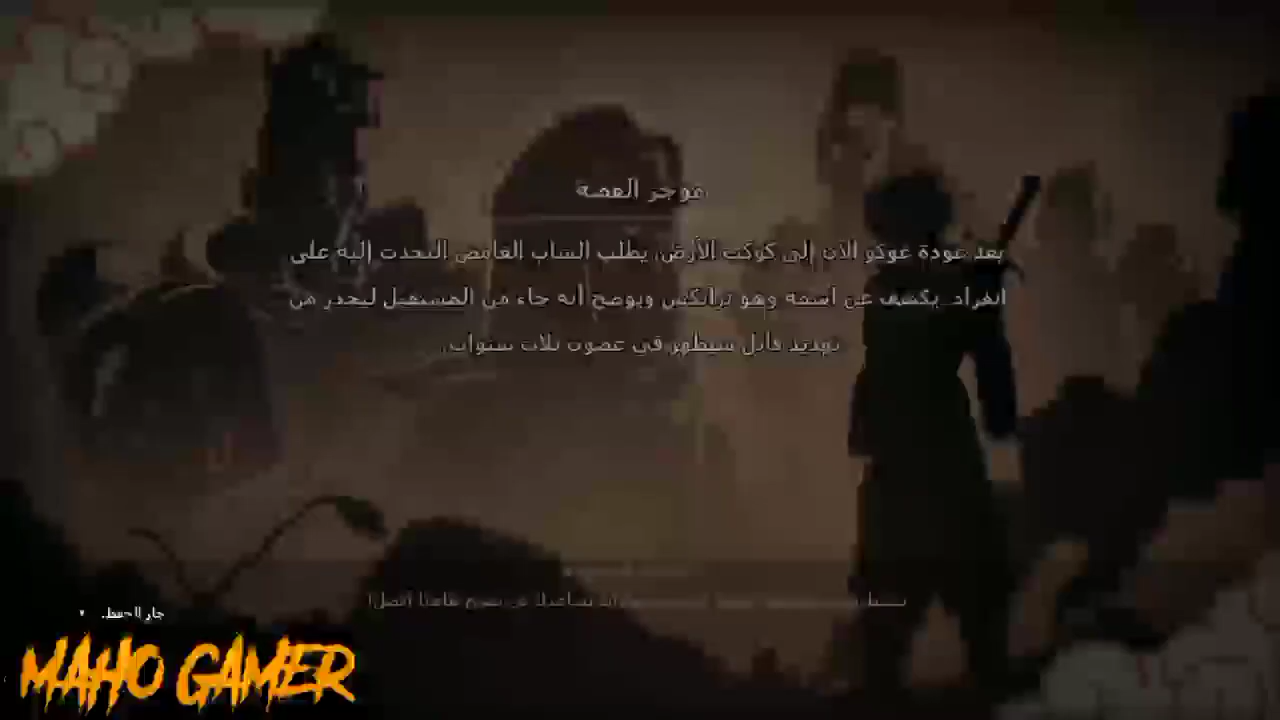 موجز القصة
بعد عودة غوكو الآن إلى كوكب الأرض، يطلب الشاب الغامض التحدث إليه على
انفراد. يكشف عن اسمه وهو ترانكس ويوضح أنه جاء من المستقبل ليحذر من
تهديد قاتل سيظهر في غضون ثلاث سنوات.
جارٍ الحفظ.
MAHO GAMER